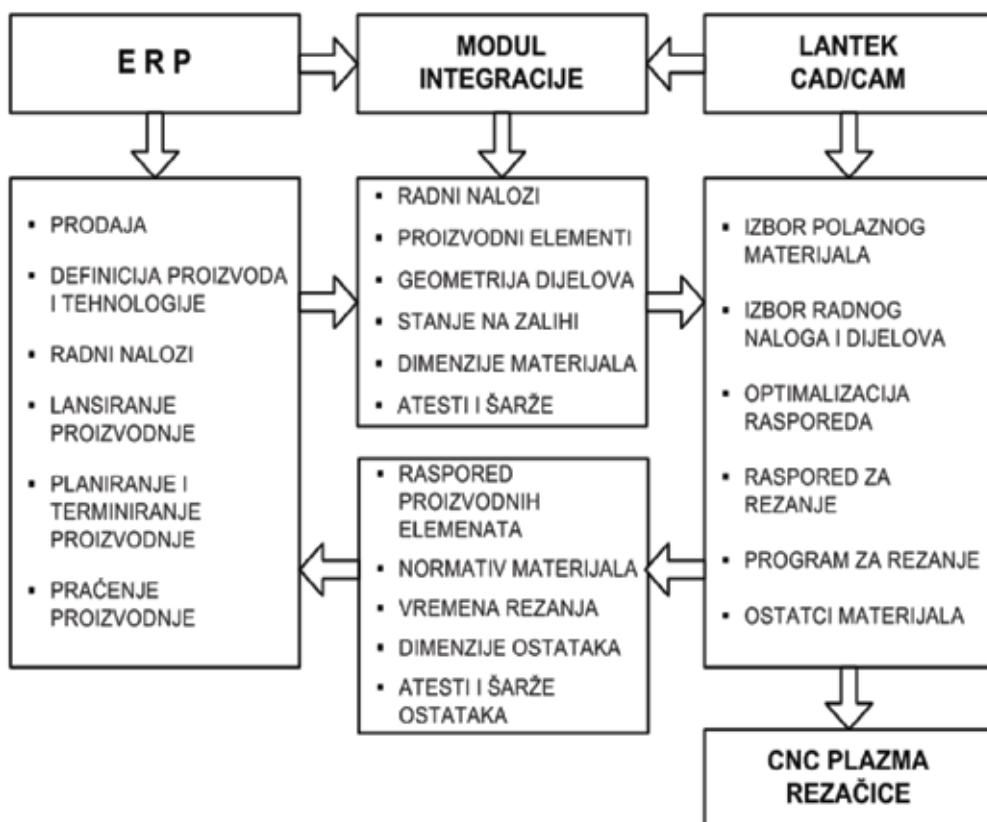 E R P
MODUL
INTEGRACIJE
LANTEK
CAD/CAM
▪ PRODAJA
▪ DEFINICIJA PROIZVODA
I TEHNOLOGIJE
▪ RADNI NALOZI
▪ LANSIRANJE
PROIZVODNJE
▪ PLANIRANJE I
TERMINIRANJE
PROIZVODNJE
▪ PRAĆENJE
PROIZVODNJE
▪ RADNI NALOZI
▪ PROIZVODNI ELEMENTI
▪ GEOMETRIJA DIJELOVA
▪ STANJE NA ZALIHI
▪ DIMENZIJE MATERIJALA
▪ ATESTI I ŠARŽE
▪ RASPORED
PROIZVODNIH
ELEMENATA
▪ NORMATIV MATERIJALA
▪ VREMENA REZANJA
▪ DIMENZIJE OSTATAKA
▪ ATESTI I ŠARŽE
OSTATAKA
▪ IZBOR POLAZNOG
MATERIJALA
▪ IZBOR RADNOG
NALOGA I DIJELOVA
▪ OPTIMALIZACIJA
RASPOREDA
▪ RASPORED ZA
REZANJE
▪ PROGRAM ZA REZANJE
▪ OSTATCI MATERIJALA
CNC PLAZMA
REZAČICE